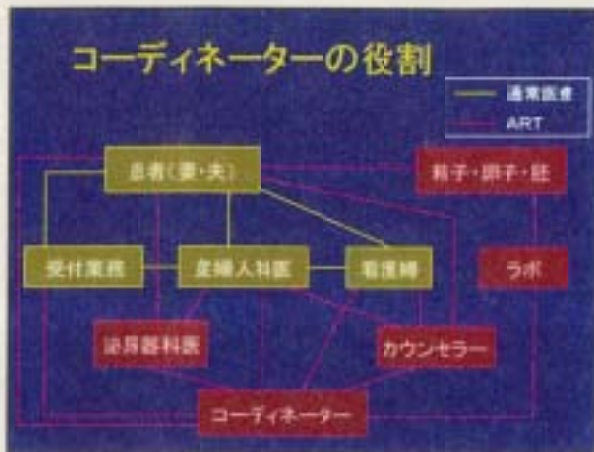 コーディネーターの役割
通常医療
ART
患者(妻・夫)
精子・卵子・胚
受付業務
産婦人科医
看護婦
ラボ
泌尿器科医
カウンセラー
コーディネーター